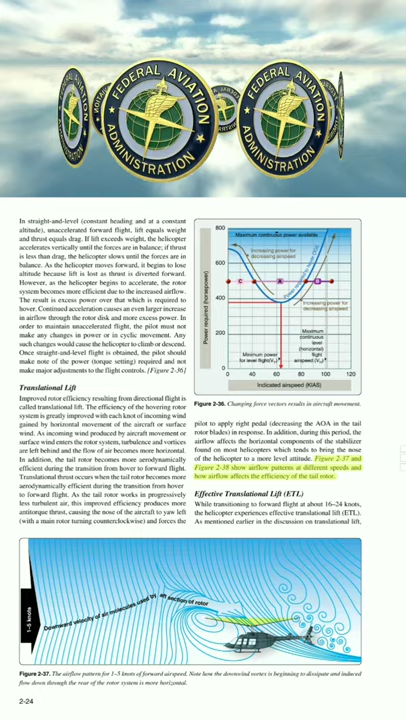 FEDERAL AVIATION
ADMINISTRATION
FEDERAL AVIATION
ADMINISTRATION
In straight-and-level (constant heading and at a constant
altitude), unaccelerated forward flight, lift equals weight
and thrust equals drag. If lift exceeds weight, the helicopter
accelerates vertically until the forces are in balance; if thrust
is less than drag, the helicopter slows until the forces are in
balance. As the helicopter moves forward, it begins to lose
altitude because lift is lost as thrust is diverted forward.
However, as the helicopter begins to accelerate, the rotor
system becomes more efficient due to the increased airflow.
The result is excess power over that which is required to
hover. Continued acceleration causes an even larger increase
in airflow through the rotor disk and more excess power. In
order to maintain unaccelerated flight, the pilot must not
make any changes in power or in cyclic movement. Any
such changes would cause the helicopter to climb or descend.
Once straight-and-level flight is obtained, the pilot should
make note of the power (torque setting) required and not
make major adjustments to the flight controls. [Figure 2-36]
Translational Lift
Improved rotor efficiency resulting from directional flight is
called translational lift. The efficiency of the hovering rotor
system is greatly improved with each knot of incoming wind
gained by horizontal movement of the aircraft or surface
wind. As incoming wind produced by aircraft movement or
surface wind enters the rotor system, turbulence and vortices
are left behind and the flow of air becomes more horizontal.
In addition, the tail rotor becomes more aerodynamically
efficient during the transition from hover to forward flight.
Translational thrust occurs when the tail rotor becomes more
aerodynamically efficient during the transition from hover
to forward flight. As the tail rotor works in progressively
less turbulent air, this improved efficiency produces more
antitorque thrust, causing the nose of the aircraft to yaw left
(with a main rotor turning counterclockwise) and forces the
800
600
400
200
0
Power required (horsepower)
Maximum continuous power available
Increasing power for
decreasing airspeed
Increasing power for
decreasing airspeed
C
A
B
Minimum power
for level flight(VY)
Maximum
continuous
level
(horizontal)
flight
airspeed (VH)
0 40 60 80 100 120
Indicated airspeed (KIAS)
Figure 2-36. Changing force vectors results in aircraft movement.
pilot to apply right pedal (decreasing the AOA in the tail
rotor blades) in response. In addition, during this period, the
airflow affects the horizontal components of the stabilizer
found on most helicopters which tends to bring the nose
of the helicopter to a more level attitude. Figure 2-37 and
Figure 2-38 show airflow patterns at different speeds and
how airflow affects the efficiency of the tail rotor.
Effective Translational Lift (ETL)
While transitioning to forward flight at about 16–24 knots,
the helicopter experiences effective translational lift (ETL).
As mentioned earlier in the discussion on translational lift,
1–5 knots
Downward velocity of air molecules used by aft section of rotor
Figure 2-37. The airflow pattern for 1–5 knots of forward airspeed. Note how the downwind vortex is beginning to dissipate and induced
flow down through the rear of the rotor system is more horizontal.
2-24